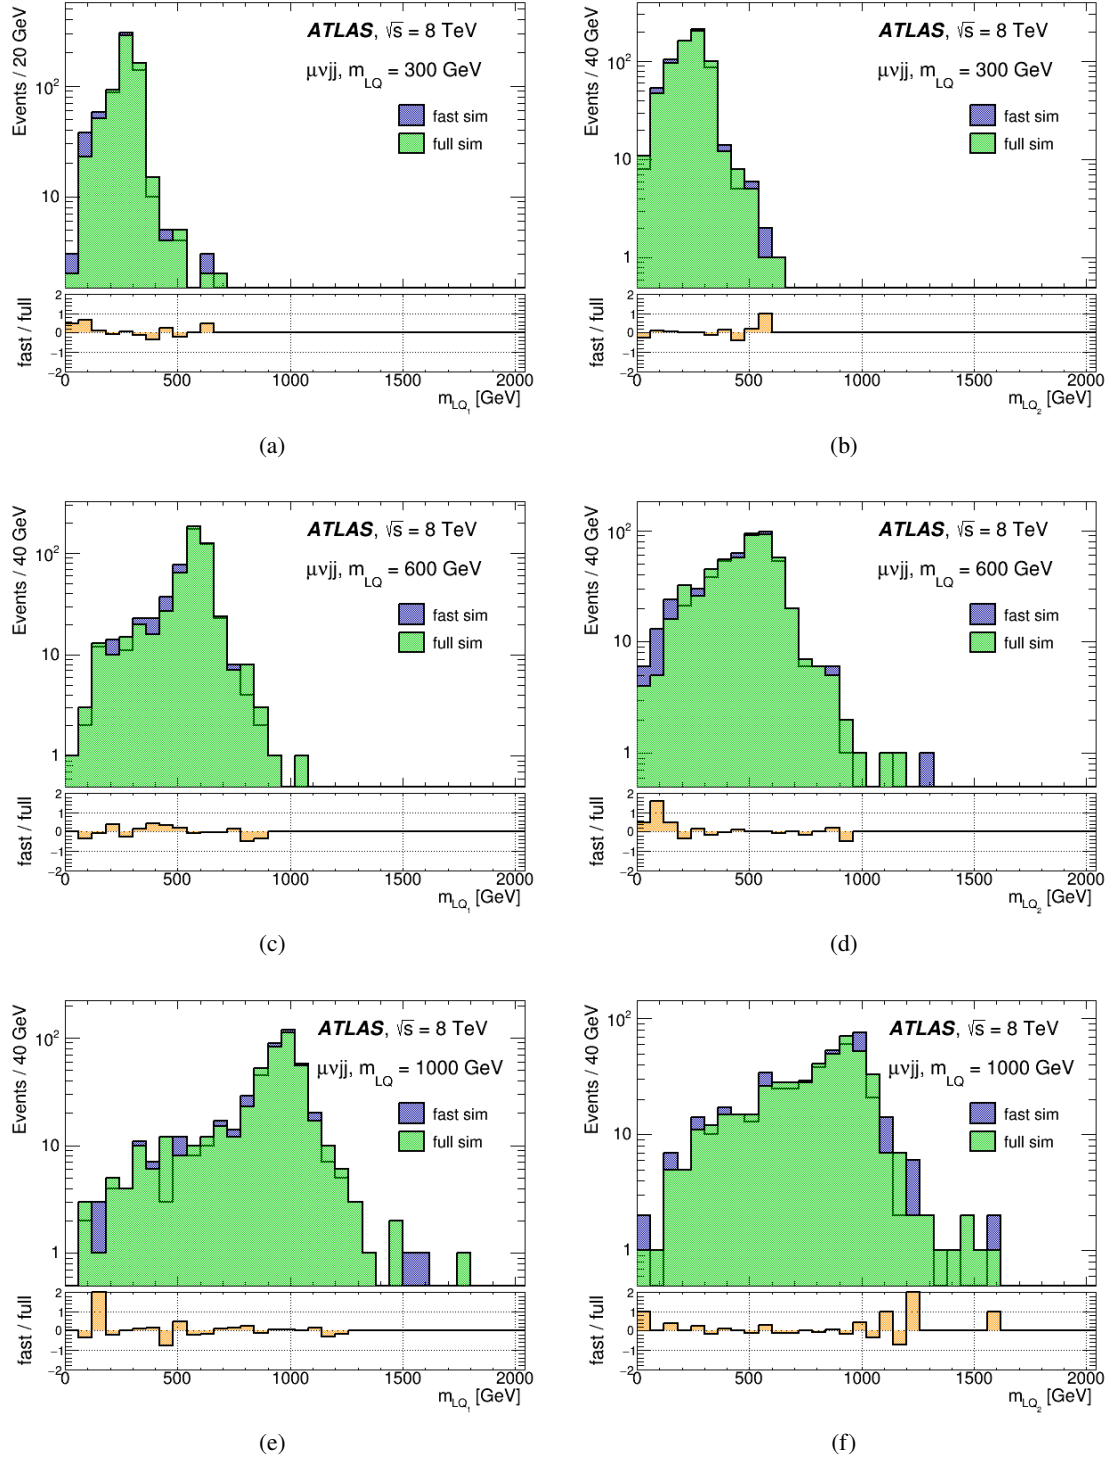 Events / 20 GeV
10²
10
ATLAS, √s = 8 TeV
μνjj, m_LQ = 300 GeV
fast sim
full sim
fast / full
2
1
0
−1
−2
0 500 1000 1500 2000
m_LQ₁ [GeV]
(a)
Events / 40 GeV
10²
10
1
ATLAS, √s = 8 TeV
μνjj, m_LQ = 300 GeV
fast sim
full sim
fast / full
2
1
0
−1
−2
0 500 1000 1500 2000
m_LQ₂ [GeV]
(b)
Events / 40 GeV
10²
10
1
ATLAS, √s = 8 TeV
μνjj, m_LQ = 600 GeV
fast sim
full sim
fast / full
2
1
0
−1
−2
0 500 1000 1500 2000
m_LQ₁ [GeV]
(c)
Events / 40 GeV
10²
10
1
ATLAS, √s = 8 TeV
μνjj, m_LQ = 600 GeV
fast sim
full sim
fast / full
2
1
0
−1
−2
0 500 1000 1500 2000
m_LQ₂ [GeV]
(d)
Events / 40 GeV
10²
10
1
ATLAS, √s = 8 TeV
μνjj, m_LQ = 1000 GeV
fast sim
full sim
fast / full
2
1
0
−1
−2
0 500 1000 1500 2000
m_LQ₁ [GeV]
(e)
Events / 40 GeV
10²
10
1
ATLAS, √s = 8 TeV
μνjj, m_LQ = 1000 GeV
fast sim
full sim
fast / full
2
1
0
−1
−2
0 500 1000 1500 2000
m_LQ₂ [GeV]
(f)